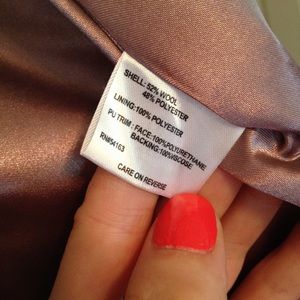 SHELL: 52% WOOL
48% POLYESTER
LINING:100% POLYESTER
PU TRIM : FACE:100%POLYURETHANE
BACKING:100%VISCOSE
RN#54163
CARE ON REVERSE